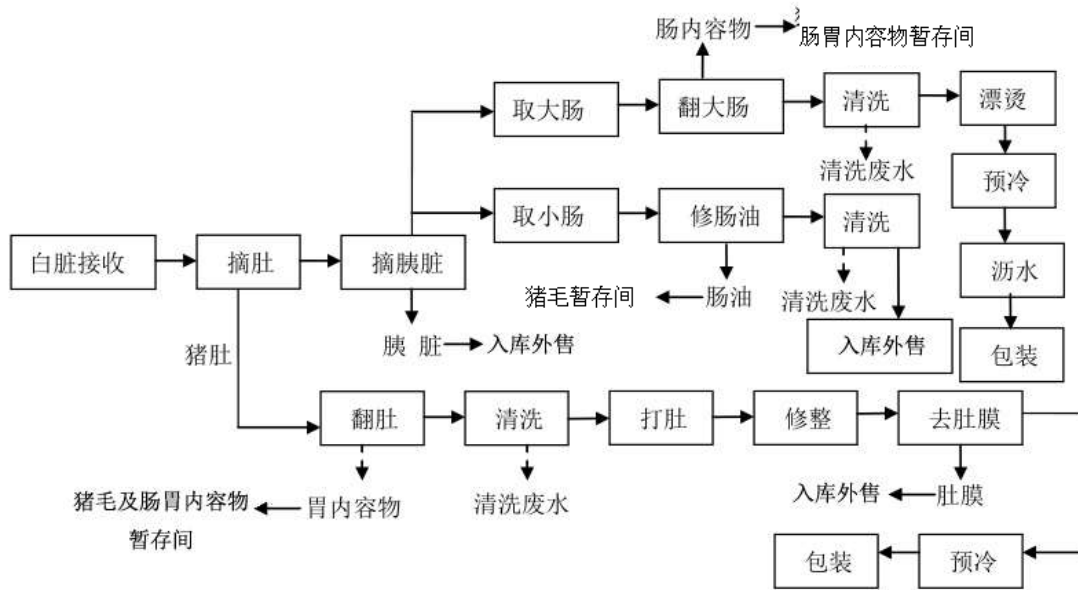 肠内容物
肠胃内容物暂存间
取大肠
翻大肠
清洗
漂烫
清洗废水
预冷
取小肠
修肠油
清洗
白脏接收
摘肚
摘胰脏
沥水
猪毛暂存间
肠油
清洗废水
胰 脏
入库外售
入库外售
包装
猪肚
翻肚
清洗
打肚
修整
去肚膜
猪毛及肠胃内容物
暂存间
胃内容物
清洗废水
入库外售
肚膜
包装
预冷